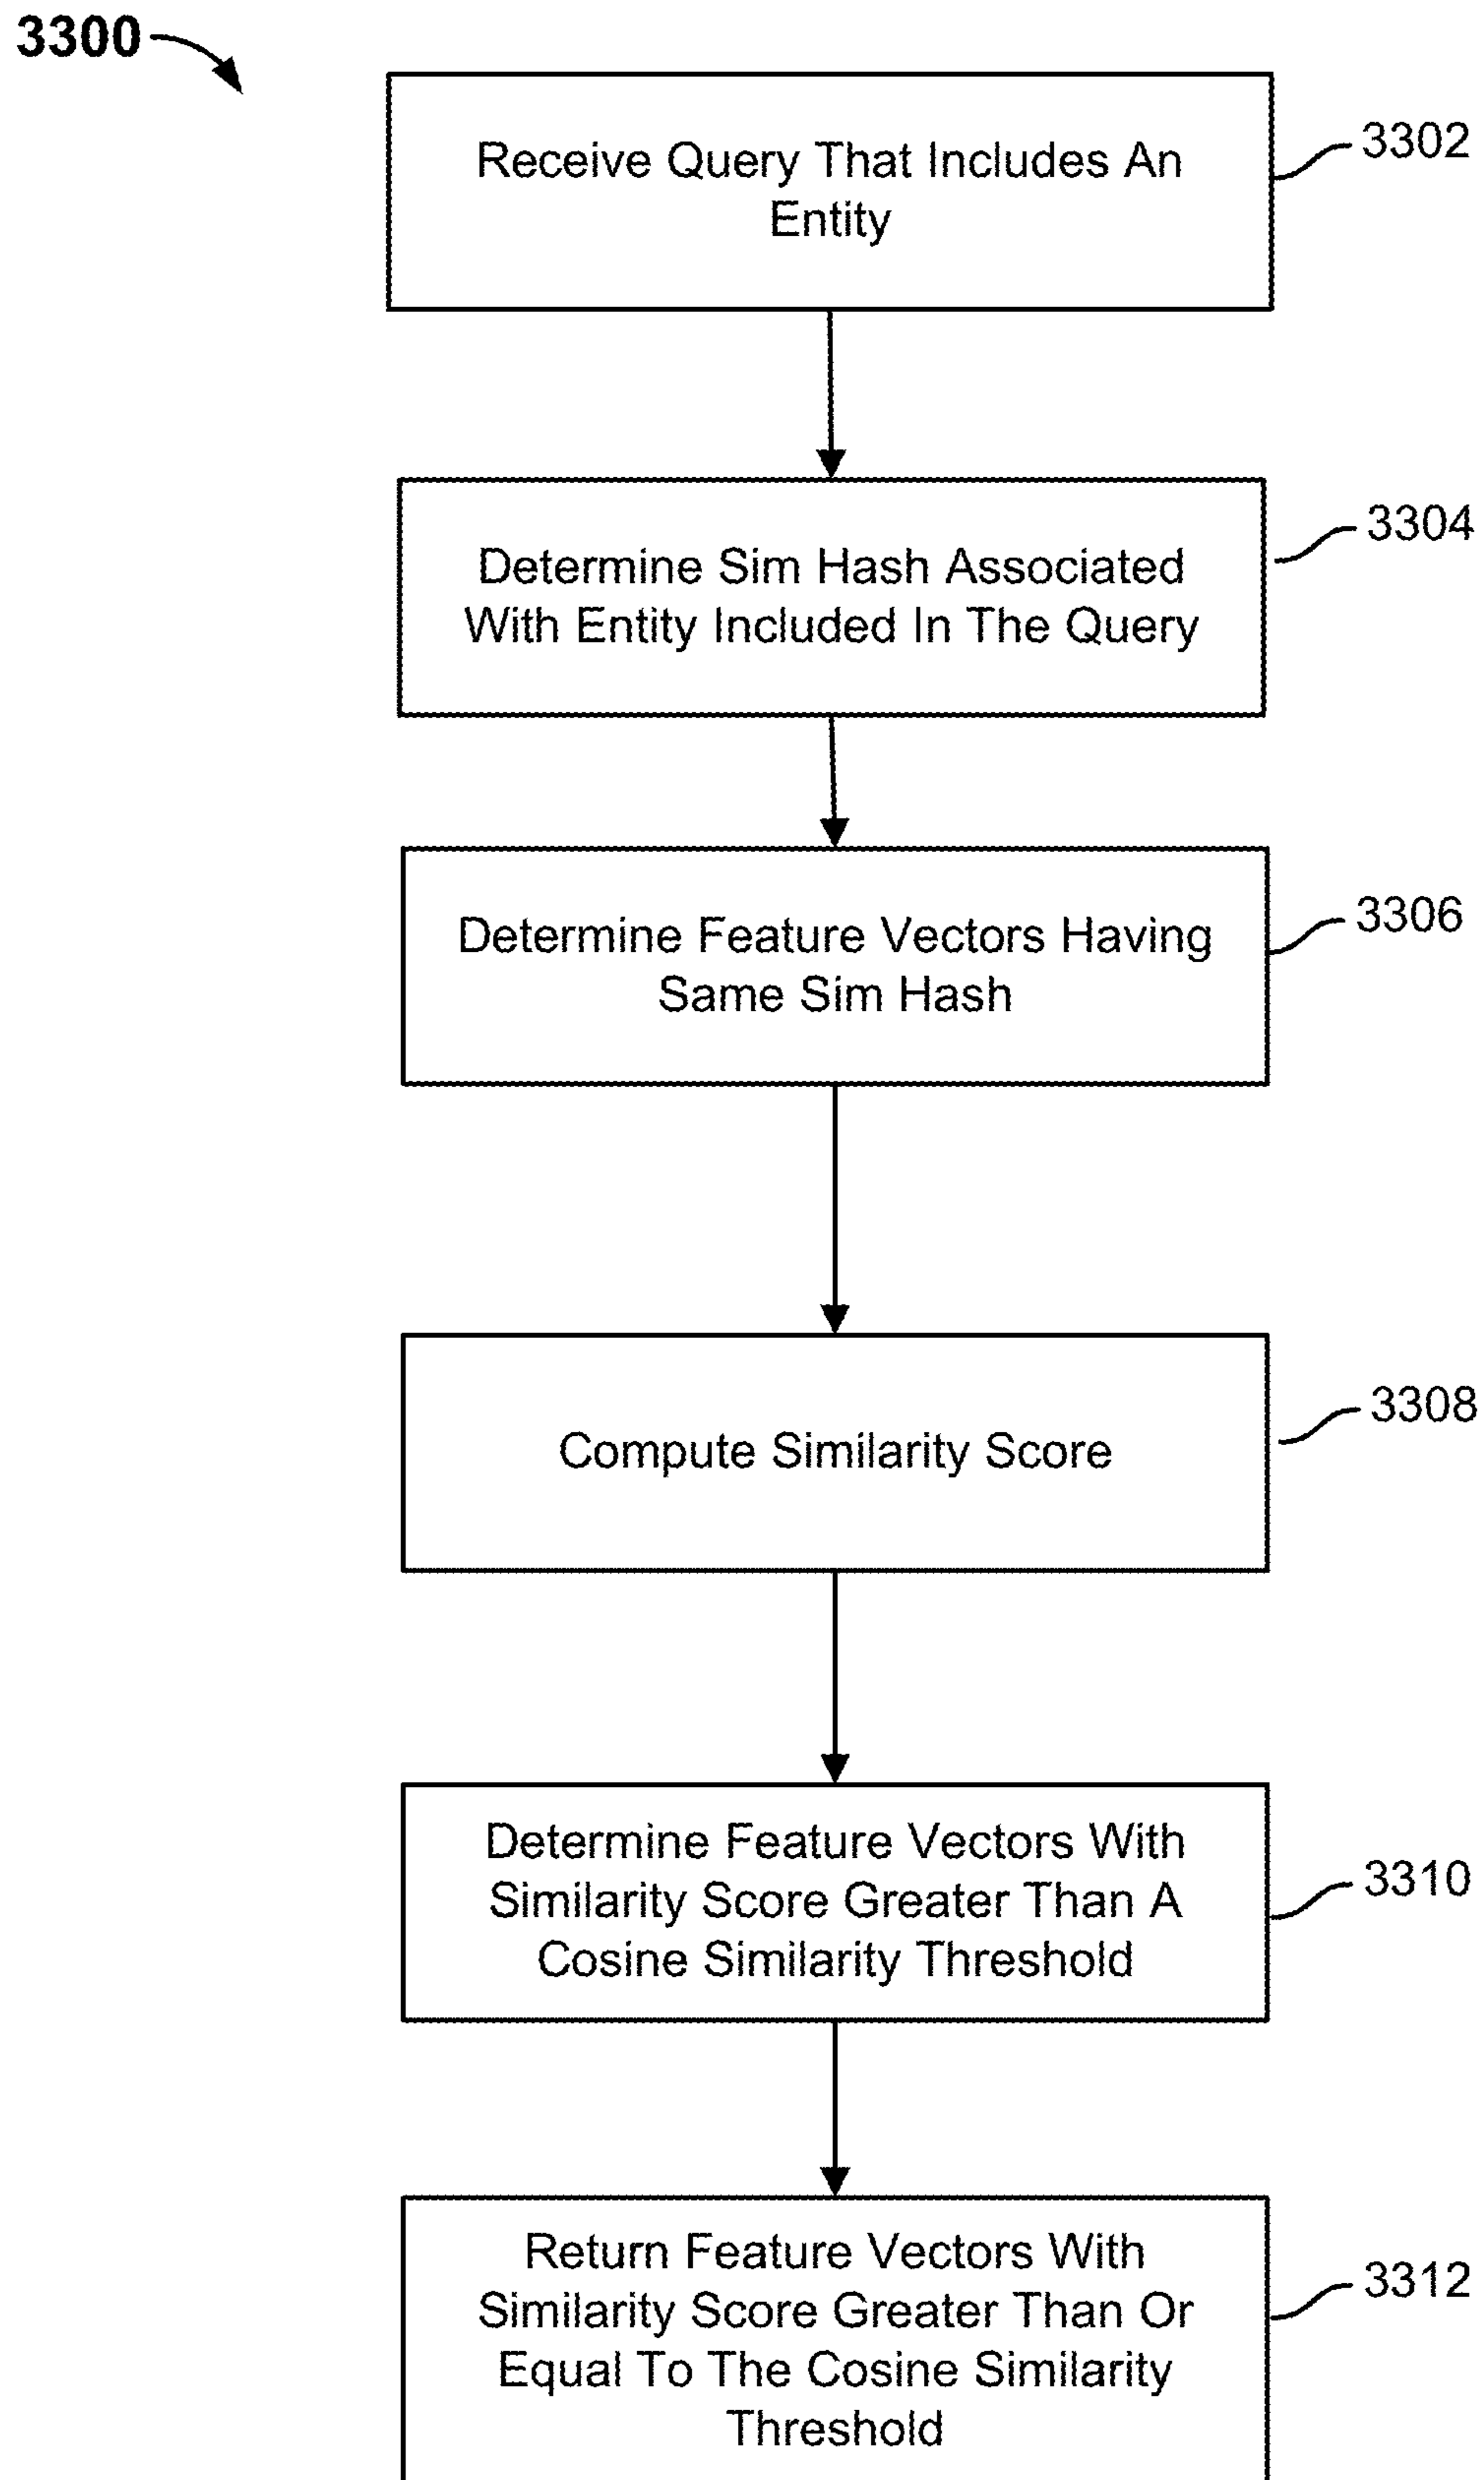 3300
Receive Query That Includes An
Entity
3302
Determine Sim Hash Associated
With Entity Included In The Query
3304
Determine Feature Vectors Having
Same Sim Hash
3306
Compute Similarity Score
3308
Determine Feature Vectors With
Similarity Score Greater Than A
Cosine Similarity Threshold
3310
Return Feature Vectors With
Similarity Score Greater Than Or
Equal To The Cosine Similarity
Threshold
3312